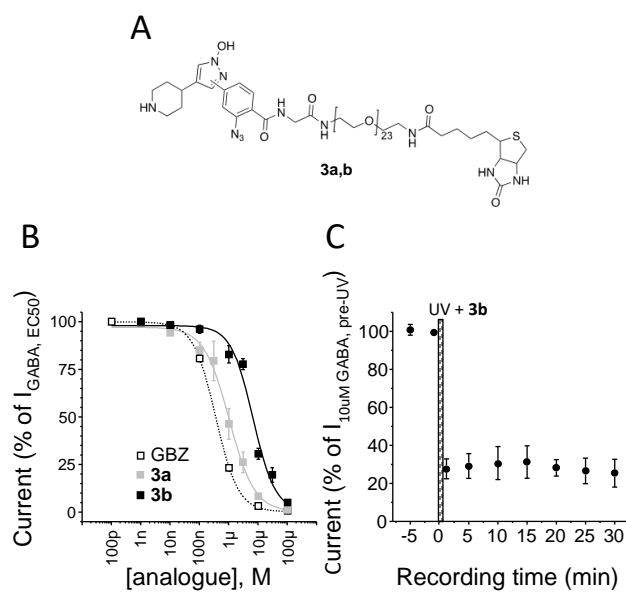 A
OH
N
N
HN
N₃
O
H
N
O
N
H
O
23
H
N
O
S
HN
NH
O
3a,b
B
Current (% of I GABA, EC50)
100
75
50
25
0
GBZ
3a
3b
100p
1n
10n
100n
1µ
10µ
100µ
[analogue], M
C
UV + 3b
Current (% of I 10uM GABA, pre-UV)
100
80
60
40
20
0
-5
0
5
10
15
20
25
30
Recording time (min)